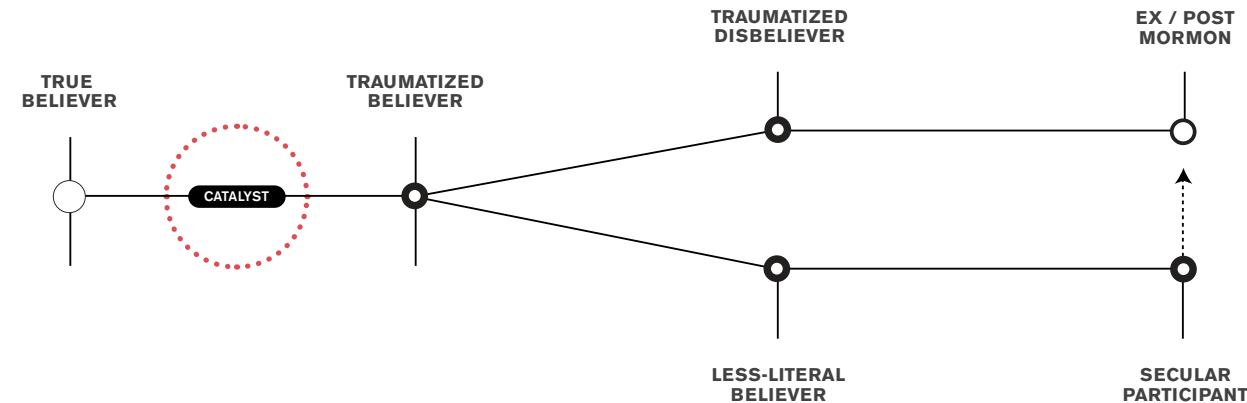 TRAUMATIZED
DISBELIEVER
EX / POST
MORMON
TRUE
BELIEVER
TRAUMATIZED
BELIEVER
CATALYST
LESS-LITERAL
BELIEVER
SECULAR
PARTICIPANT